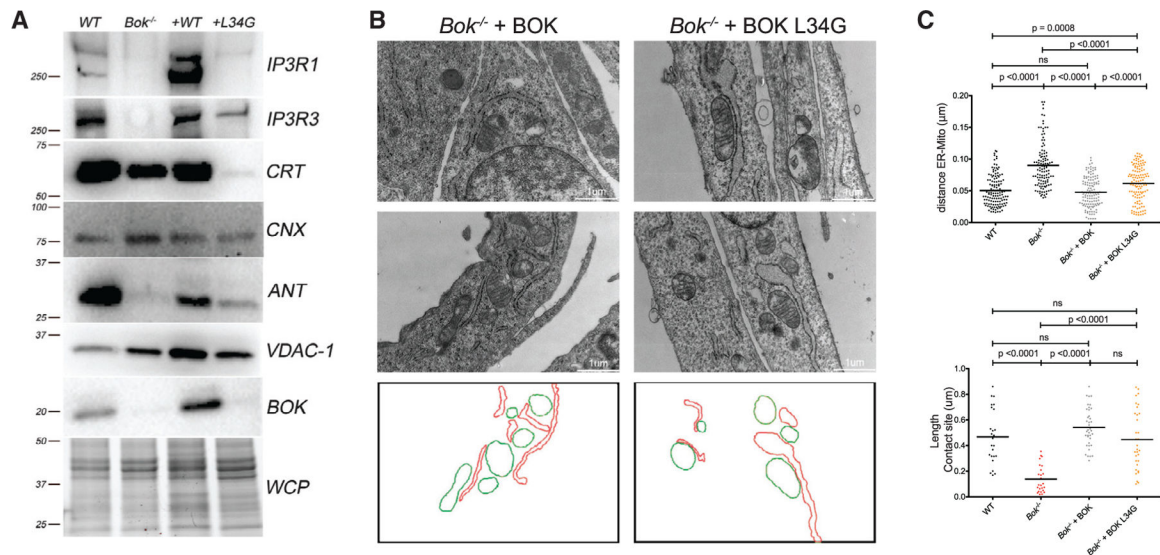 A
WT Bok-/- +WT +L34G
250
IP3R1
250
IP3R3
75
CRT
50
100
CNX
75
37
ANT
25
37
VDAC-1
20
BOK
50
WCP
37
25
B
Bok-/- + BOK
Bok-/- + BOK L34G
1um
1um
1um
1um
C
p = 0.0008
p <0.0001
ns
p <0.0001 p <0.0001 p <0.0001
distance ER-Mito (µm)
0.20
0.15
0.10
0.05
0.00
WT
Bok-/-
Bok-/- + BOK
Bok-/- + BOK L34G
ns
p <0.0001
ns
p <0.0001 p <0.0001 ns
Length
Contact site (um)
1.0
0.8
0.6
0.4
0.2
0.0
WT
Bok-/-
Bok-/- + BOK
Bok-/- + BOK L34G